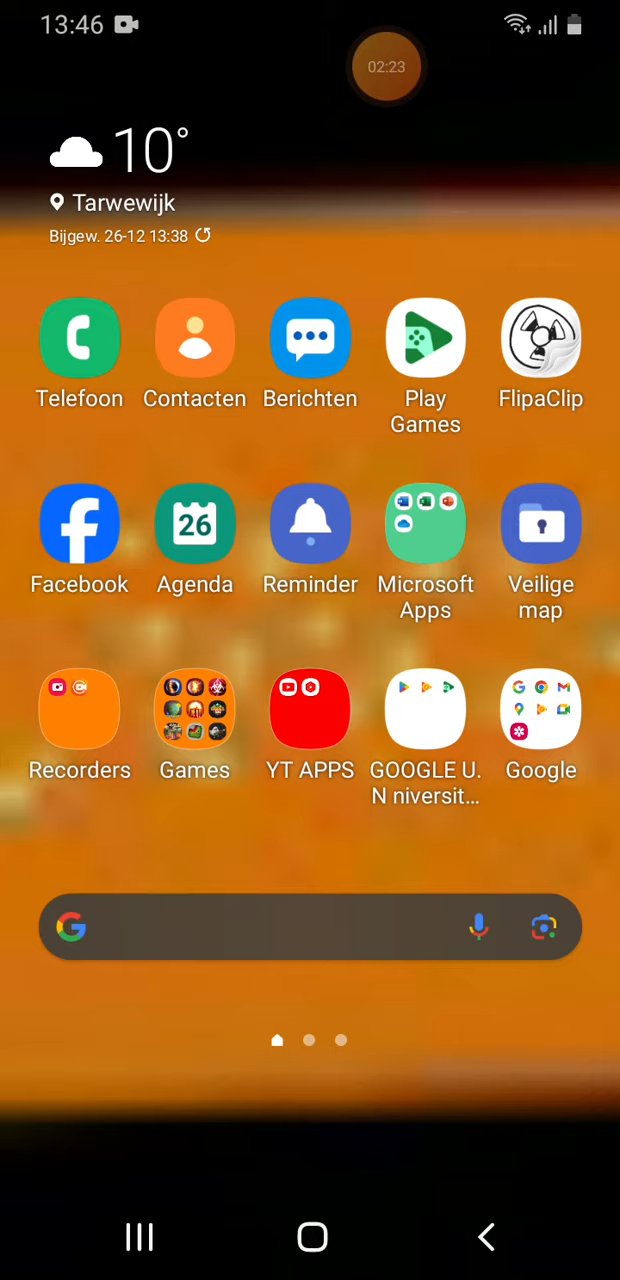 13:46
02:23
10°
Tarwewijk
Bijgew. 26-12 13:38
Telefoon
Contacten
Berichten
Play
Games
FlipaClip
26
Facebook
Agenda
Reminder
Microsoft
Apps
Veilige
map
Recorders
Games
YT APPS
GOOGLE U.
N niversit...
Google